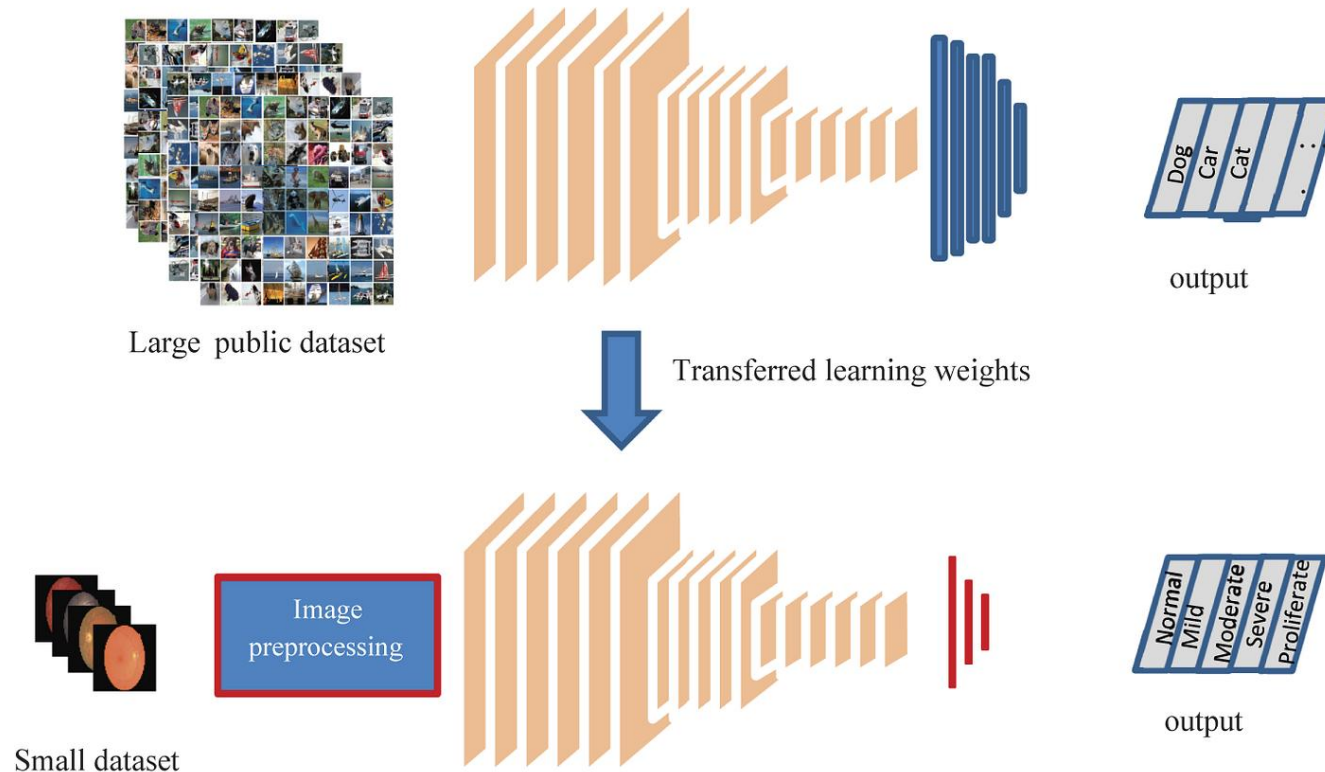 Dog
Car
Cat
. . .
output
Large public dataset
Transferred learning weights
Image
preprocessing
Normal
Mild
Moderate
Severe
Proliferate
output
Small dataset